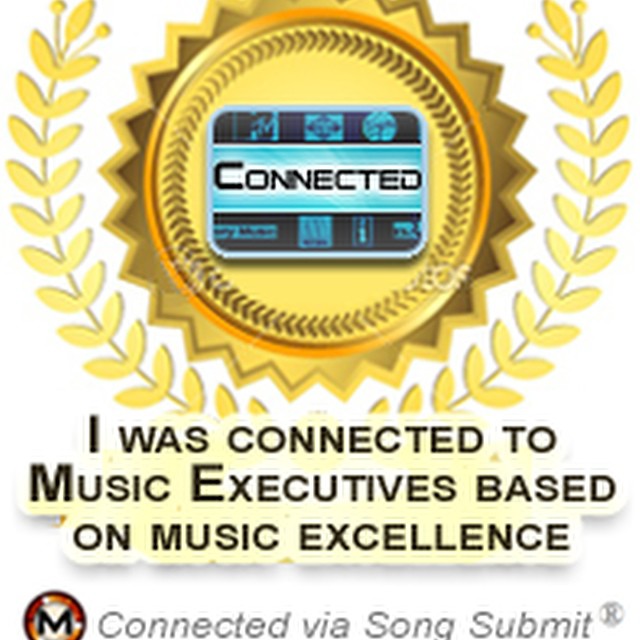 CONNECTED
I WAS CONNECTED TO
MUSIC EXECUTIVES BASED
ON MUSIC EXCELLENCE
M Connected via Song Submit®